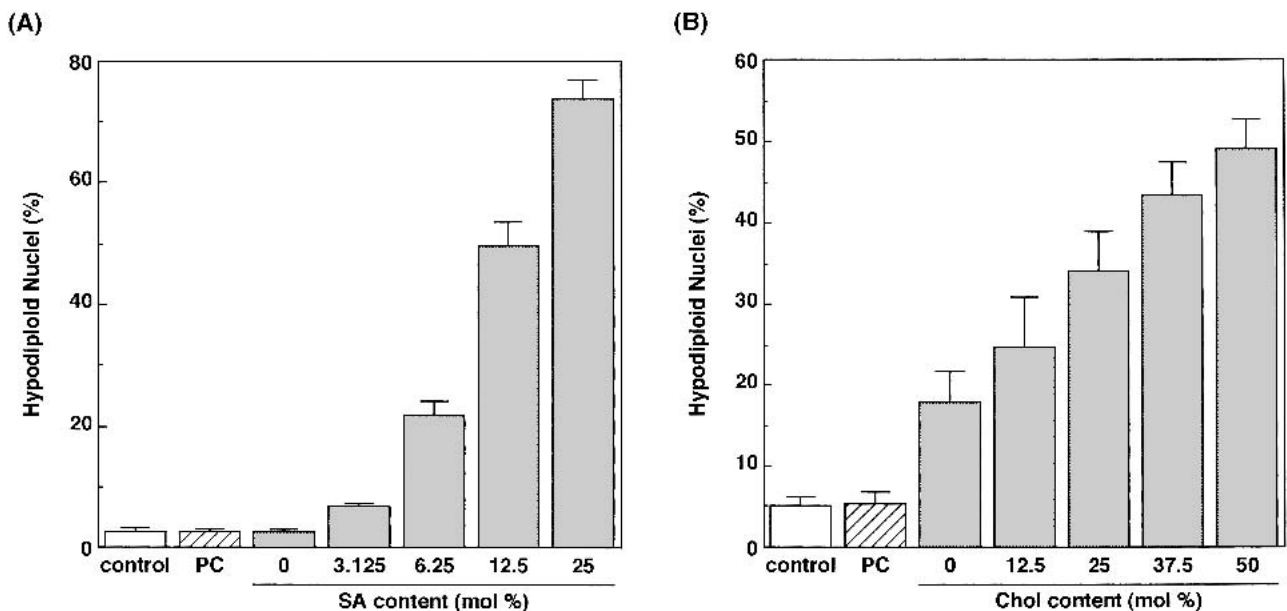 (A)
(B)
Hypodiploid Nuclei (%)
80
60
40
20
0
control PC 0 3.125 6.25 12.5 25
SA content (mol %)
Hypodiploid Nuclei (%)
60
50
40
30
20
10
0
control PC 0 12.5 25 37.5 50
Chol content (mol %)